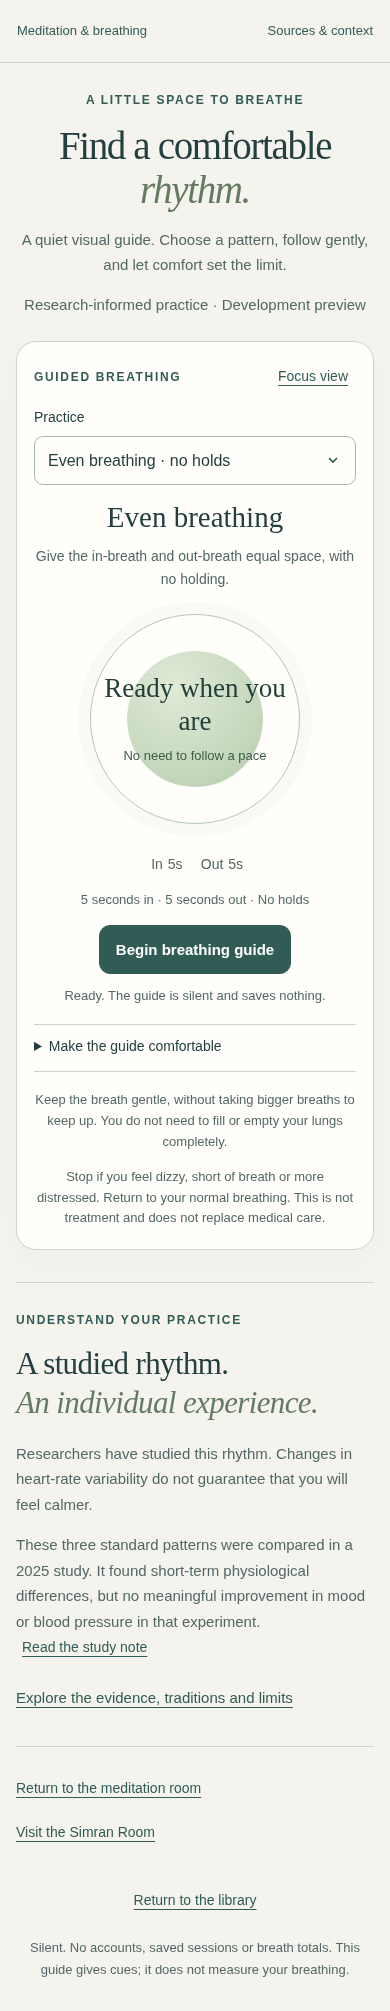 Meditation & breathing
Sources & context
A LITTLE SPACE TO BREATHE
Find a comfortable
rhythm.
A quiet visual guide. Choose a pattern, follow gently,
and let comfort set the limit.
Research-informed practice · Development preview
GUIDED BREATHING
Focus view
Practice
Even breathing · no holds
Even breathing
Give the in-breath and out-breath equal space, with
no holding.
Ready when you
are
No need to follow a pace
In 5s Out 5s
5 seconds in · 5 seconds out · No holds
Begin breathing guide
Ready. The guide is silent and saves nothing.
Make the guide comfortable
Keep the breath gentle, without taking bigger breaths to
keep up. You do not need to fill or empty your lungs
completely.
Stop if you feel dizzy, short of breath or more
distressed. Return to your normal breathing. This is not
treatment and does not replace medical care.
UNDERSTAND YOUR PRACTICE
A studied rhythm.
An individual experience.
Researchers have studied this rhythm. Changes in
heart-rate variability do not guarantee that you will
feel calmer.
These three standard patterns were compared in a
2025 study. It found short-term physiological
differences, but no meaningful improvement in mood
or blood pressure in that experiment.
Read the study note
Explore the evidence, traditions and limits
Return to the meditation room
Visit the Simran Room
Return to the library
Silent. No accounts, saved sessions or breath totals. This
guide gives cues; it does not measure your breathing.